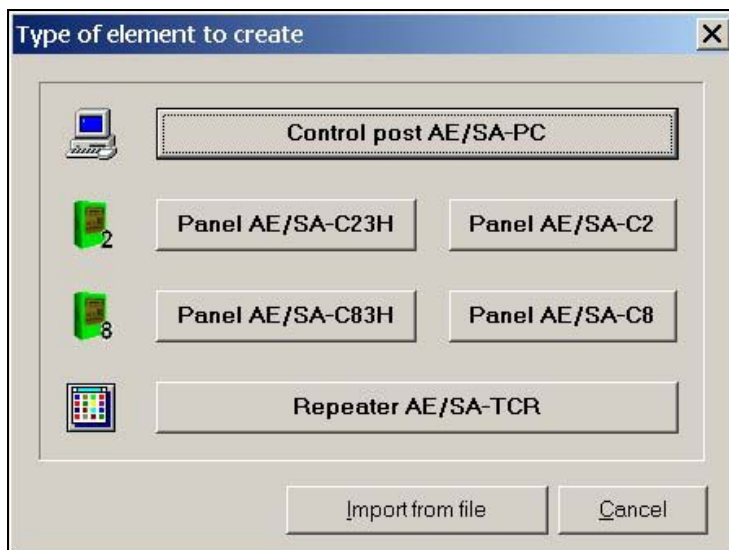 Type of element to create
Control post AE/SA-PC
Panel AE/SA-C23H Panel AE/SA-C2
2
Panel AE/SA-C83H Panel AE/SA-C8
8
Repeater AE/SA-TCR
Import from file Cancel